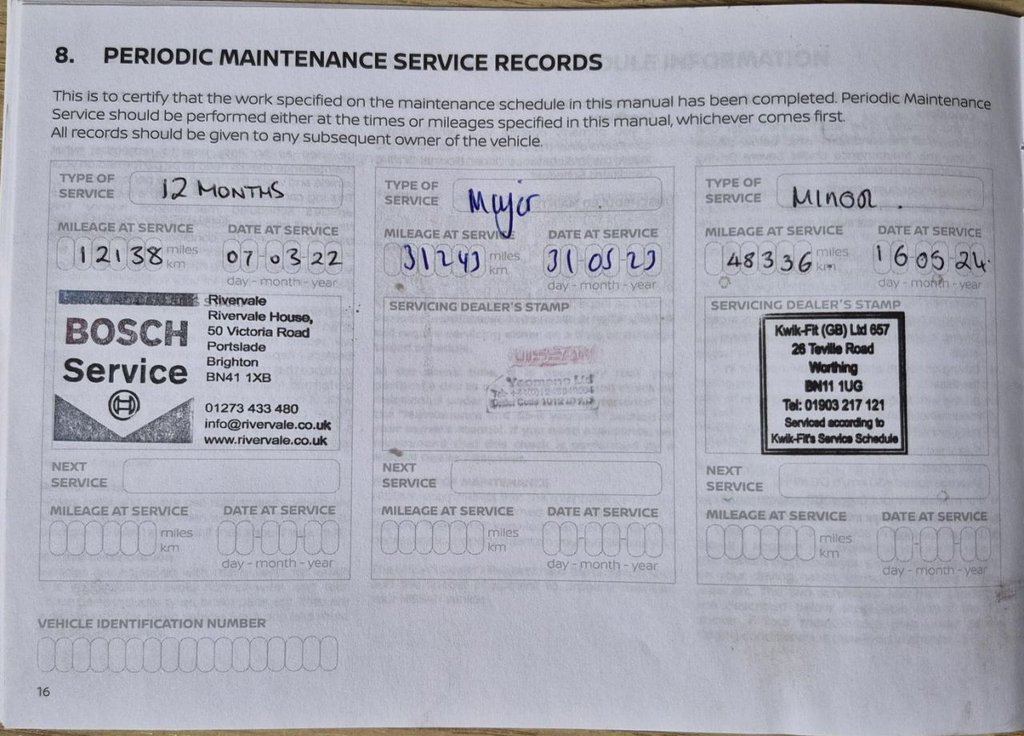 8. PERIODIC MAINTENANCE SERVICE RECORDS
This is to certify that the work specified on the maintenance schedule in this manual has been completed. Periodic Maintenance
Service should be performed either at the times or mileages specified in this manual, whichever comes first.
All records should be given to any subsequent owner of the vehicle.
TYPE OF SERVICE 12 MONTHS
MILEAGE AT SERVICE DATE AT SERVICE
12138 miles km 07-03-22
day - month - year
BOSCH
Service
Rivervale
Rivervale House,
50 Victoria Road
Portslade
Brighton
BN41 1XB
01273 433 480
info@rivervale.co.uk
www.rivervale.co.uk
NEXT SERVICE
MILEAGE AT SERVICE DATE AT SERVICE
miles km
day - month - year
TYPE OF SERVICE Major
MILEAGE AT SERVICE DATE AT SERVICE
31243 miles km 31-05-23
day - month - year
SERVICING DEALER'S STAMP
Yeomans Ltd
NEXT SERVICE
MILEAGE AT SERVICE DATE AT SERVICE
miles km
day - month - year
TYPE OF SERVICE MINOR.
MILEAGE AT SERVICE DATE AT SERVICE
48336 miles km 16-05-24
day - month - year
SERVICING DEALER'S STAMP
Kwik-Fit (GB) Ltd 657
26 Teville Road
Worthing
BN11 1UG
Tel: 01903 217 121
Serviced according to
Kwik-Fit's Service Schedule
NEXT SERVICE
MILEAGE AT SERVICE DATE AT SERVICE
miles km
day - month - year
VEHICLE IDENTIFICATION NUMBER
16